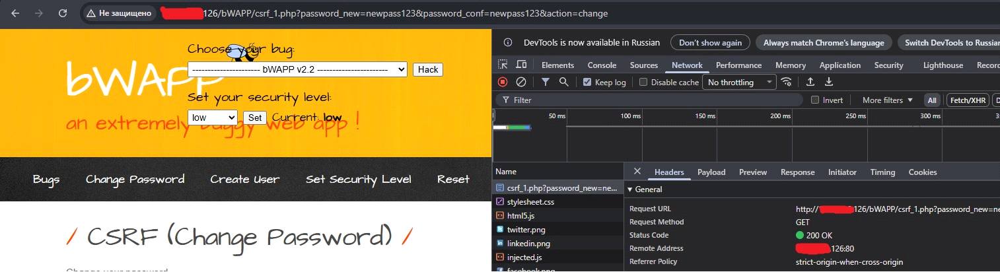 Не защищено
126/bWAPP/csrf_1.php?password_new=newpass123&password_conf=newpass123&action=change
Choose your bug:
---------------------- bWAPP v2.2 ----------------------
Hack
bWAPP
Set your security level:
low Set Current: low
an extremely buggy web app !
Bugs Change Password Create User Set Security Level Reset
/ CSRF (Change Password) /
Change your password
DevTools is now available in Russian Don't show again Always match Chrome's language Switch DevTools to Russian
Elements Console Sources Network Performance Memory Application Security Lighthouse Record
Keep log Disable cache No throttling
Filter Invert More filters All Fetch/XHR D
50 ms 100 ms 150 ms 200 ms 250 ms 300 ms 35
Name
csrf_1.php?password_new=ne...
stylesheet.css
html5.js
twitter.png
linkedin.png
injected.js
facebook.png
Headers Payload Preview Response Initiator Timing Cookies
General
Request URL http:// 126/bWAPP/csrf_1.php?password_new=ne
Request Method GET
Status Code 200 OK
Remote Address .126:80
Referrer Policy strict-origin-when-cross-origin